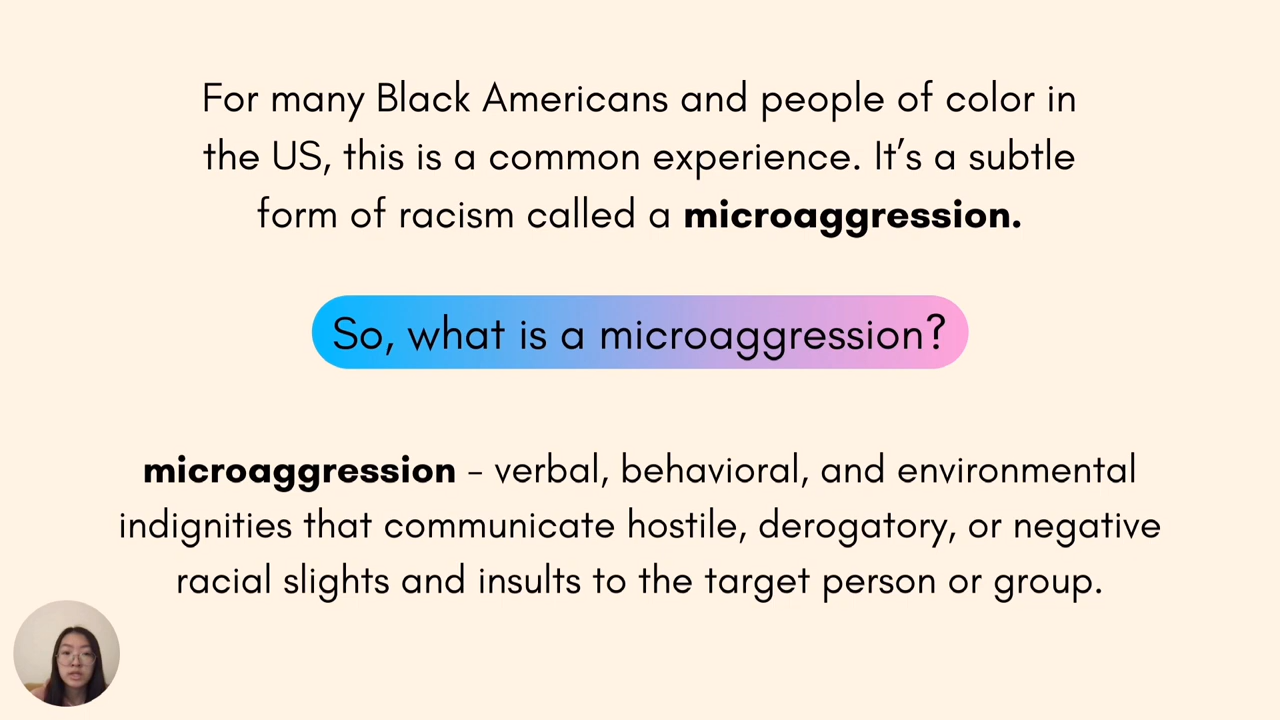 For many Black Americans and people of color in
the US, this is a common experience. It’s a subtle
form of racism called a microaggression.
So, what is a microaggression?
microaggression – verbal, behavioral, and environmental
indignities that communicate hostile, derogatory, or negative
racial slights and insults to the target person or group.